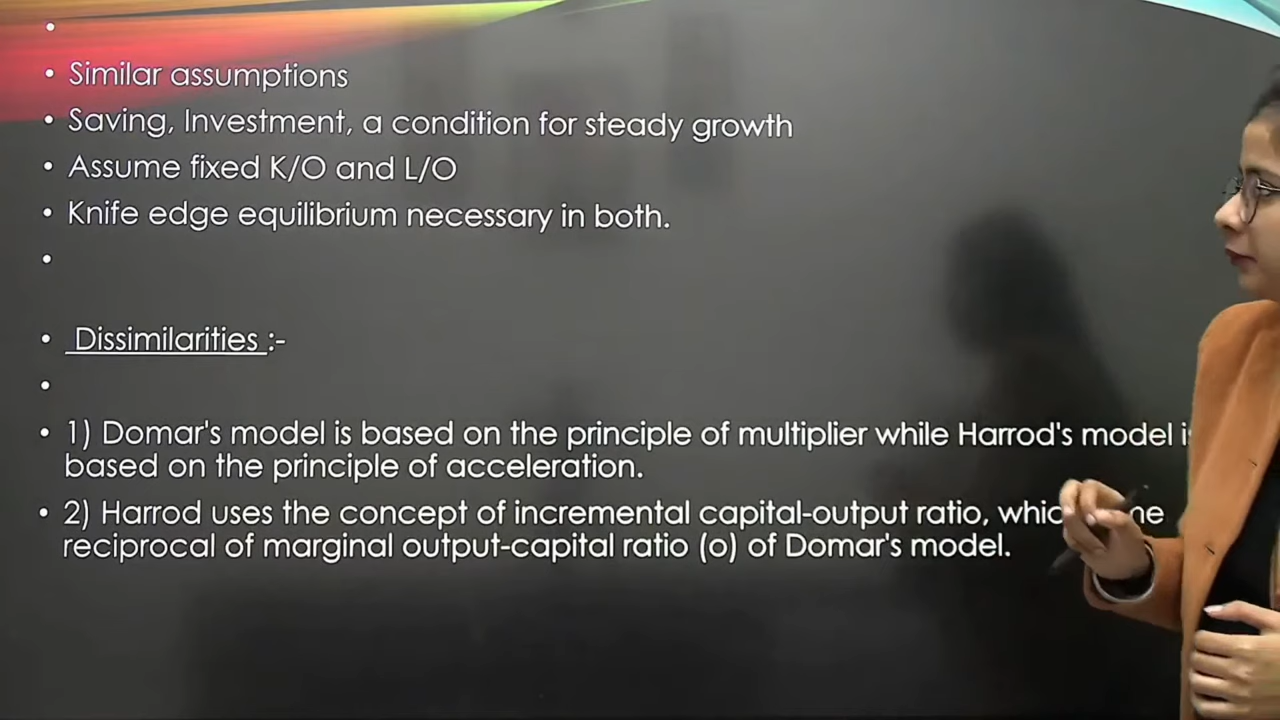 • Similar assumptions
• Saving, Investment, a condition for steady growth
• Assume fixed K/O and L/O
• Knife edge equilibrium necessary in both.
• Dissimilarities :-
• 1) Domar's model is based on the principle of multiplier while Harrod's model
based on the principle of acceleration.
• 2) Harrod uses the concept of incremental capital-output ratio,
reciprocal of marginal output-capital ratio (o) of Domar's model.